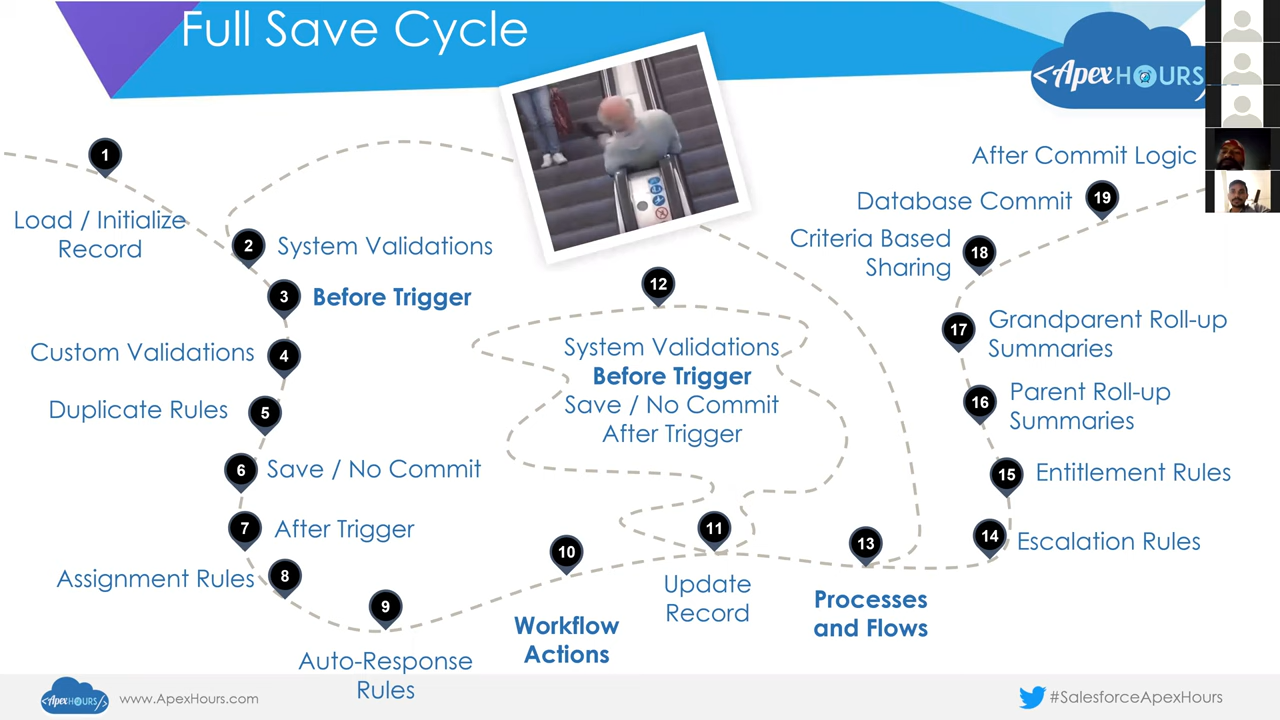 Full Save Cycle
<ApexHOURS/>
1
Load / Initialize
Record
2
System Validations
3
Before Trigger
4
Custom Validations
5
Duplicate Rules
6
Save / No Commit
7
After Trigger
8
Assignment Rules
9
Auto-Response
Rules
10
Workflow
Actions
11
Update
Record
12
System Validations
Before Trigger
Save / No Commit
After Trigger
13
Processes
and Flows
14
Escalation Rules
15
Entitlement Rules
16
Parent Roll-up
Summaries
17
Grandparent Roll-up
Summaries
18
Criteria Based
Sharing
19
Database Commit
After Commit Logic
<ApexHOURS/>
www.ApexHours.com
#SalesforceApexHours